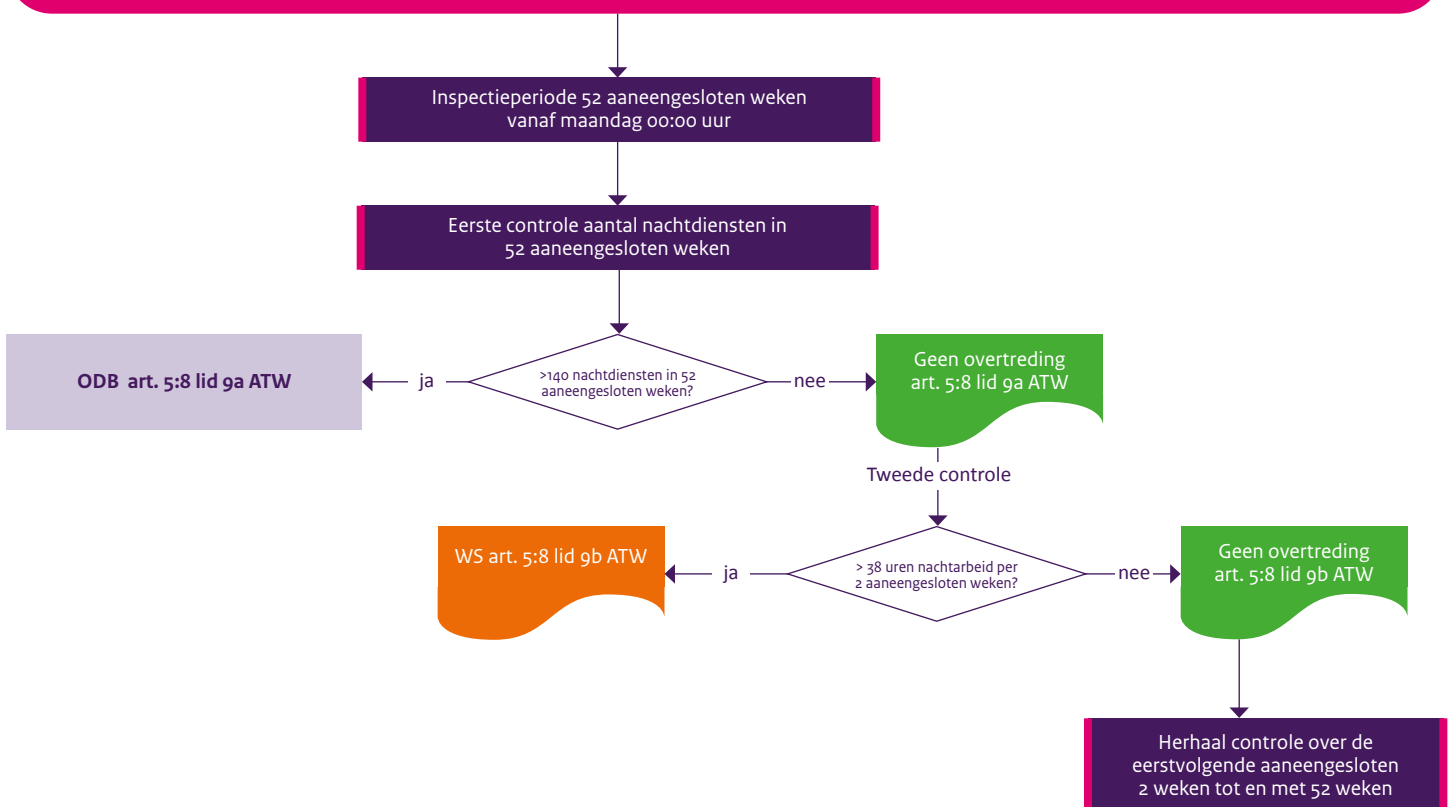 Inspectieperiode 52 aaneengesloten weken
vanaf maandag 00:00 uur
Eerste controle aantal nachtdiensten in
52 aaneengesloten weken
ODB art. 5:8 lid 9a ATW
ja
>140 nachtdiensten in 52
aaneengesloten weken?
nee
Geen overtreding
art. 5:8 lid 9a ATW
Tweede controle
WS art. 5:8 lid 9b ATW
ja
> 38 uren nachtarbeid per
2 aaneengesloten weken?
nee
Geen overtreding
art. 5:8 lid 9b ATW
Herhaal controle over de
eerstvolgende aaneengesloten
2 weken tot en met 52 weken